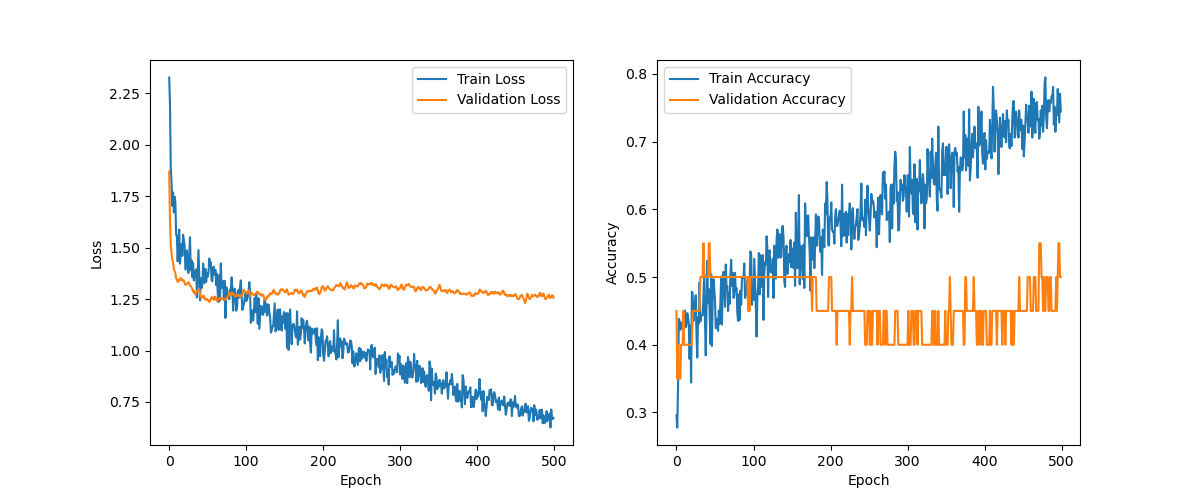 2.25
2.00
1.75
1.50
1.25
1.00
0.75
Loss
0 100 200 300 400 500
Epoch
Train Loss
Validation Loss
0.8
0.7
0.6
0.5
0.4
0.3
Accuracy
0 100 200 300 400 500
Epoch
Train Accuracy
Validation Accuracy